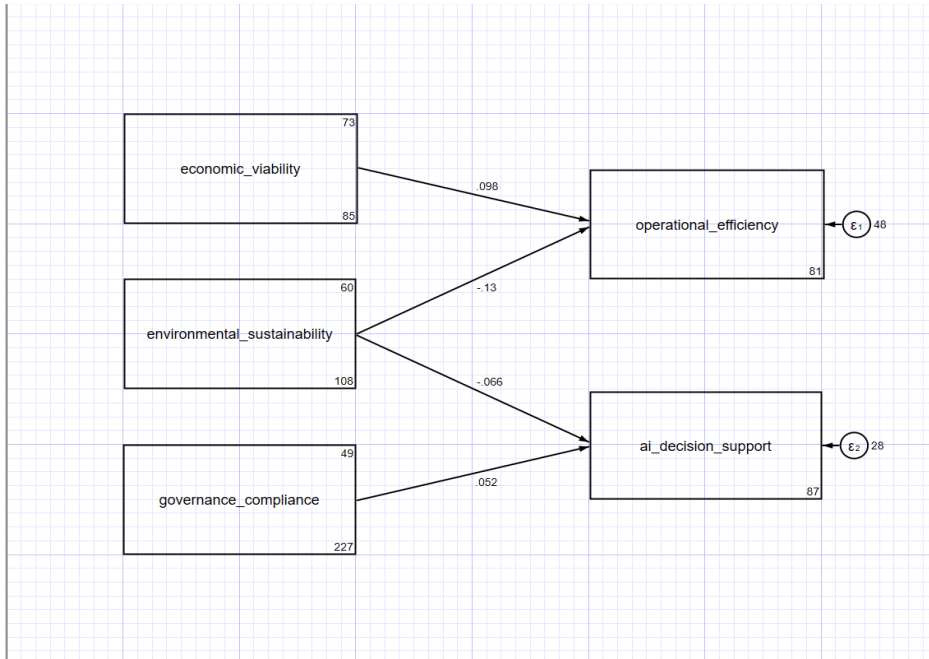 73
economic_viability
85
.098
operational_efficiency
ε1
48
81
60
environmental_sustainability
108
-.13
-.066
ai_decision_support
ε2
28
87
49
governance_compliance
227
.052